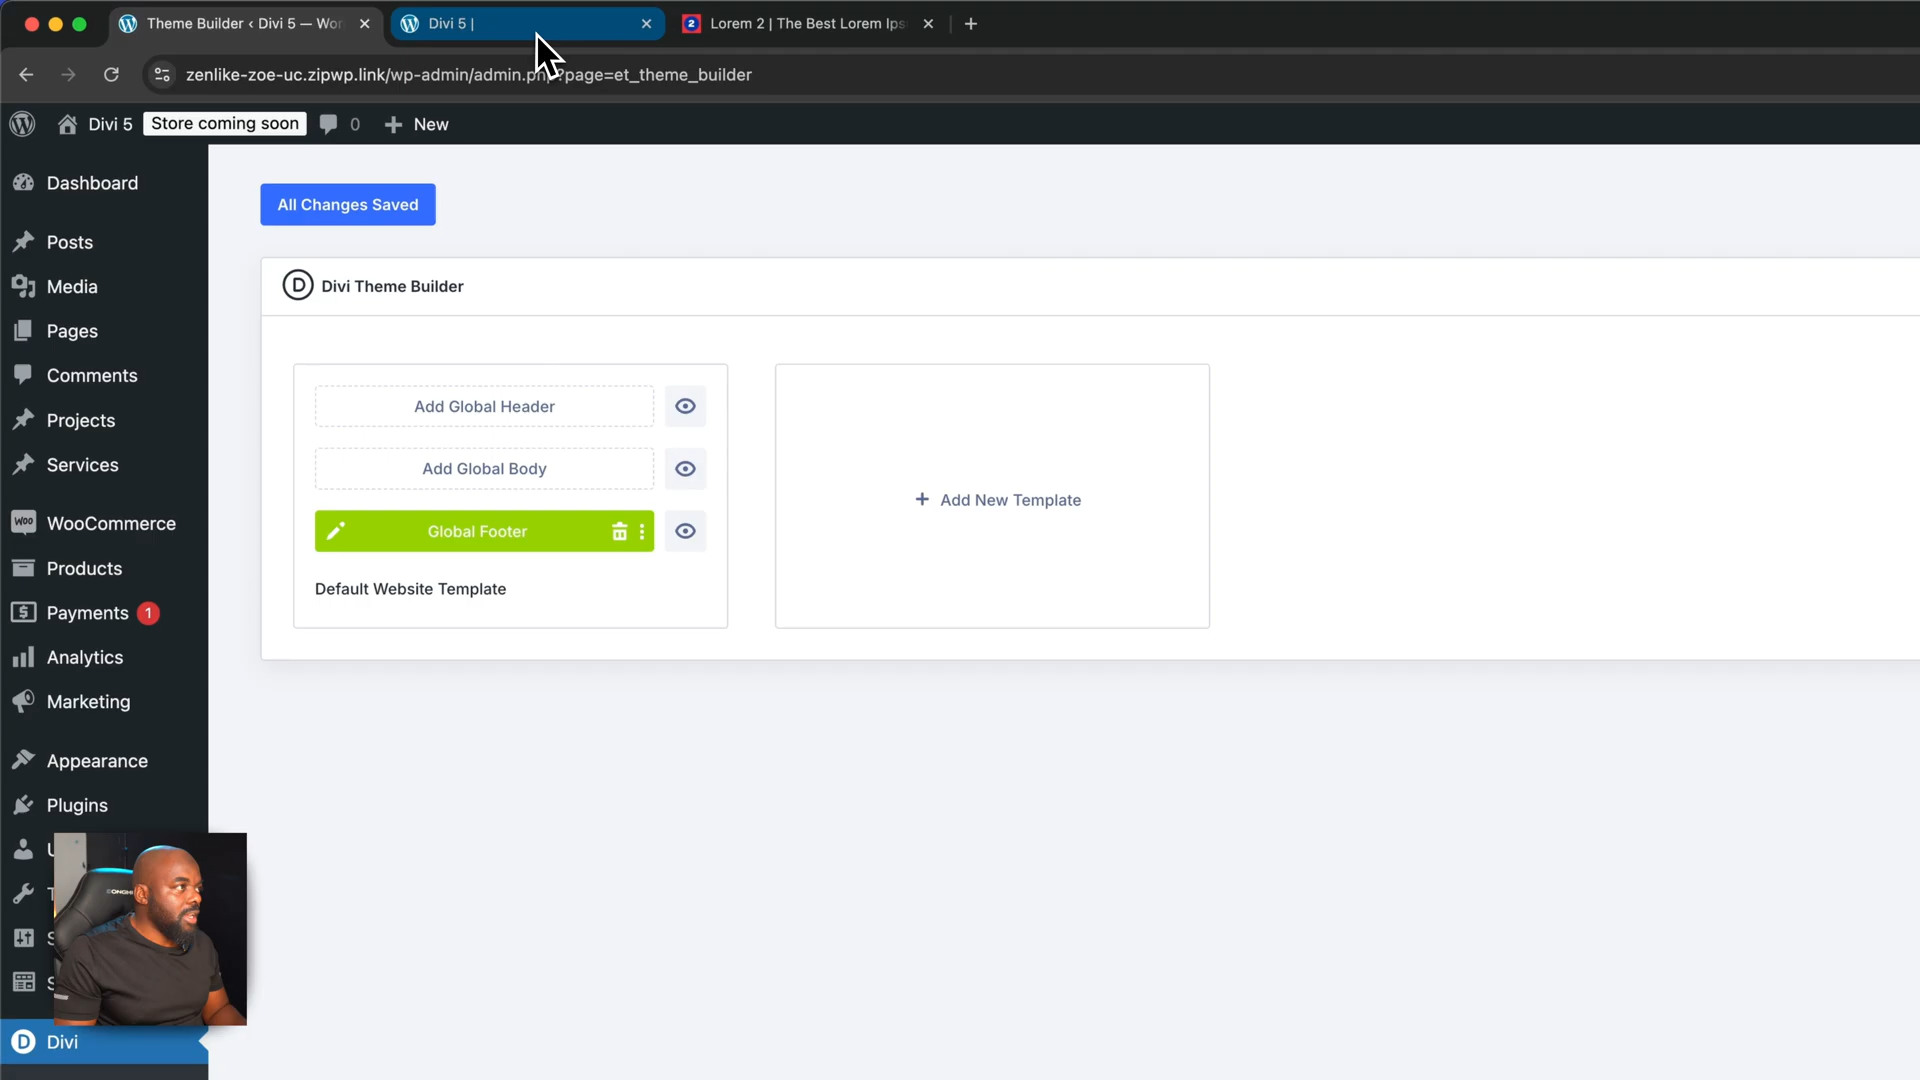 Theme Builder ‹ Divi 5 — Wor
Divi 5 |
Lorem 2 | The Best Lorem Ips
zenlike-zoe-uc.zipwp.link/wp-admin/admin.php?page=et_theme_builder
Divi 5
Store coming soon
0
New
Dashboard
Posts
Media
Pages
Comments
Projects
Services
WooCommerce
Products
Payments 1
Analytics
Marketing
Appearance
Plugins
Divi
All Changes Saved
D Divi Theme Builder
Add Global Header
Add Global Body
Global Footer
Default Website Template
Add New Template